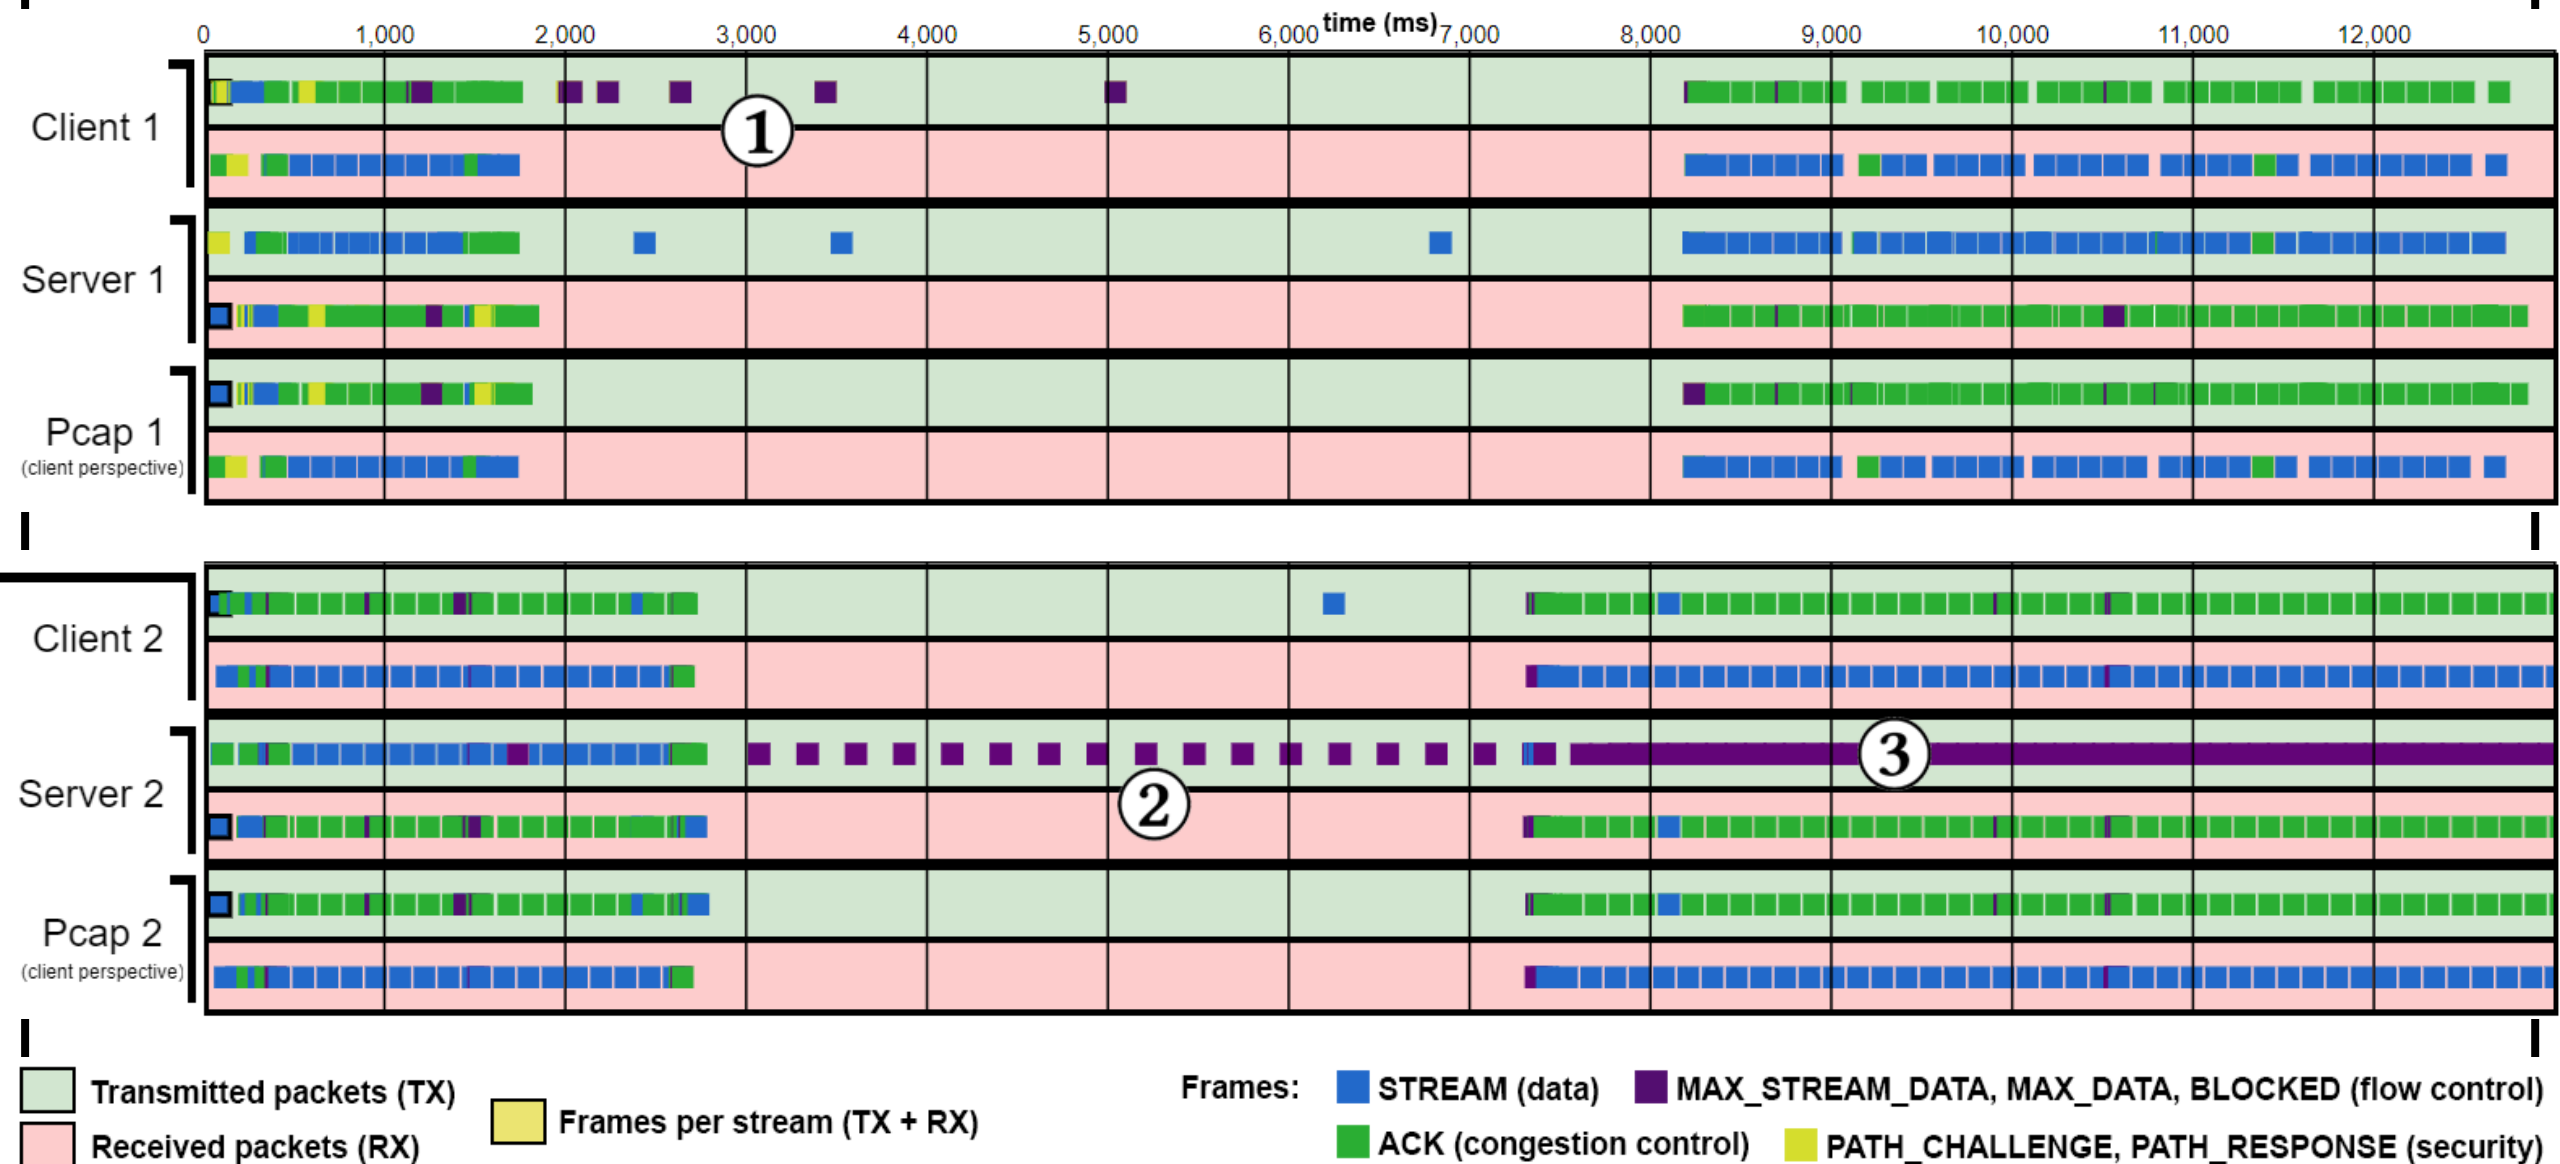 time (ms)
0 1,000 2,000 3,000 4,000 5,000 6,000 7,000 8,000 9,000 10,000 11,000 12,000
Client 1
1
Server 1
Pcap 1
(client perspective)
Client 2
Server 2
2
3
Pcap 2
(client perspective)
Transmitted packets (TX)
Received packets (RX)
Frames per stream (TX + RX)
Frames: STREAM (data) MAX_STREAM_DATA, MAX_DATA, BLOCKED (flow control)
ACK (congestion control) PATH_CHALLENGE, PATH_RESPONSE (security)